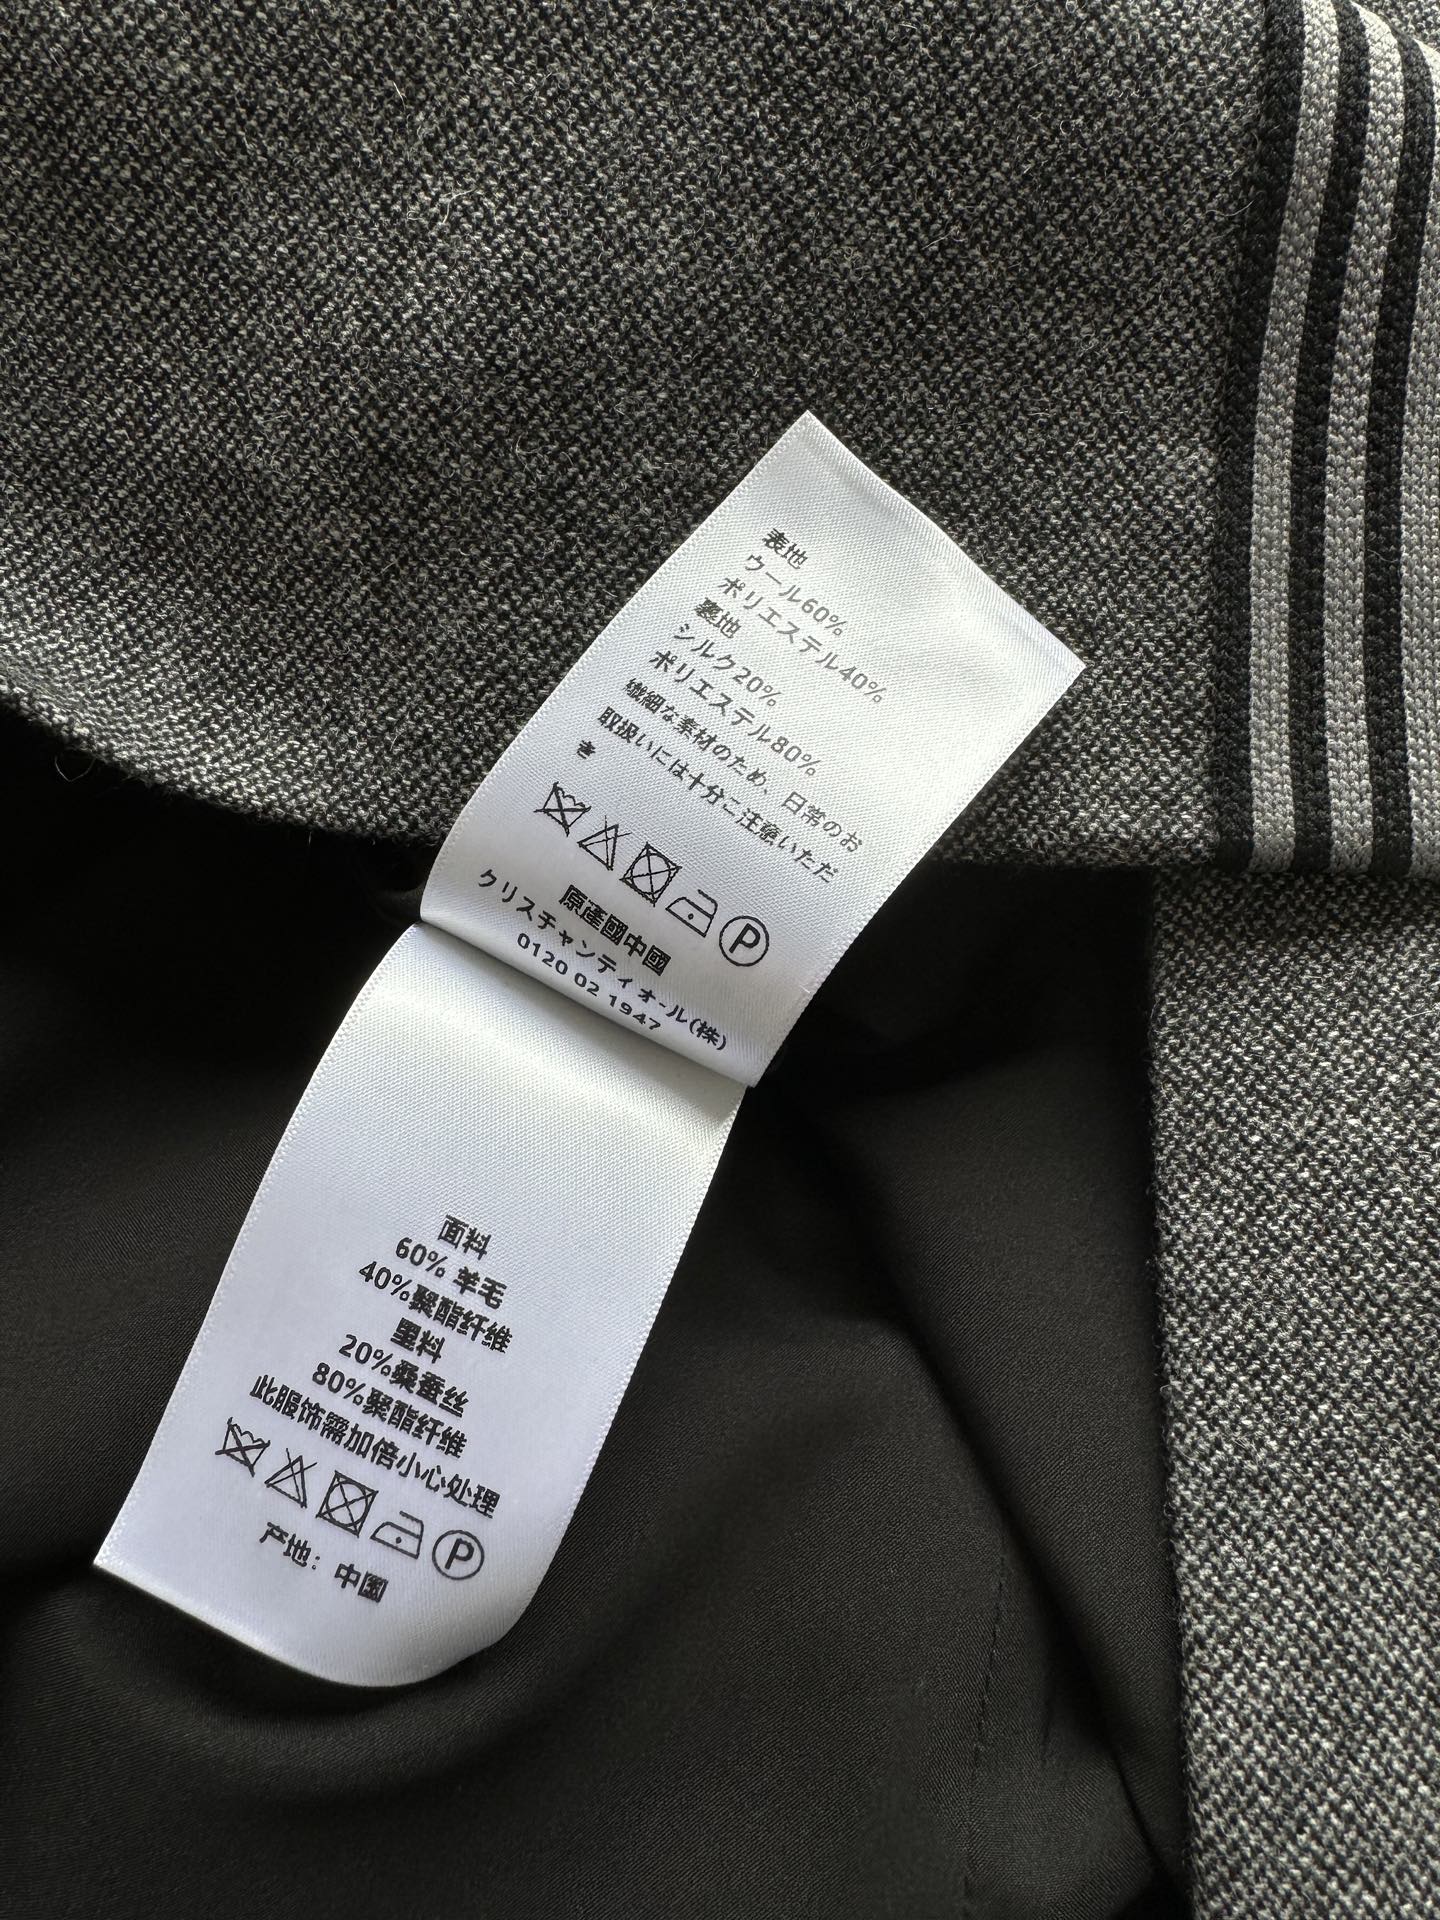 表地
ウール60%
ポリエステル40%
裏地
シルク20%
ポリエステル80%
繊細な素材のため、日常のお
取扱いには十分ご注意いただ
き
P
原產國中國
クリスチャンディオール(株)
0120 02 1947
面料
60% 羊毛
40%聚酯纤维
里料
20%桑蚕丝
80%聚酯纤维
此服饰需加倍小心处理
P
产地：中国